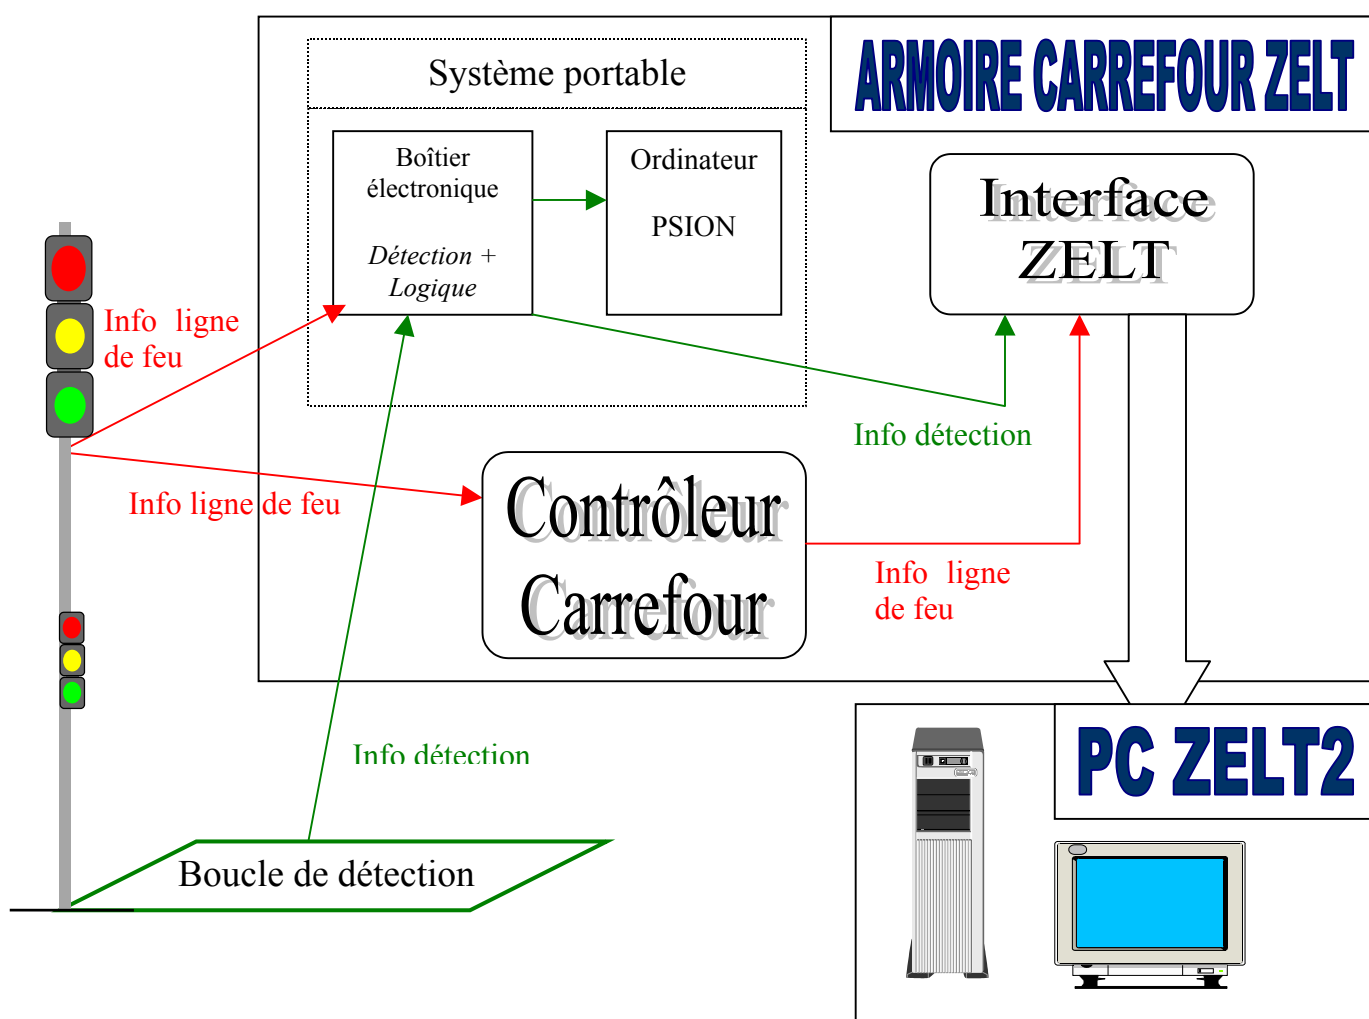 ARMOIRE CARREFOUR ZELT
Système portable
Boîtier
électronique
Détection +
Logique
Ordinateur
PSION
Interface
ZELT
Info ligne
de feu
Info détection
Info ligne de feu
Contrôleur
Carrefour
Info ligne
de feu
Info détection
PC ZELT2
Boucle de détection